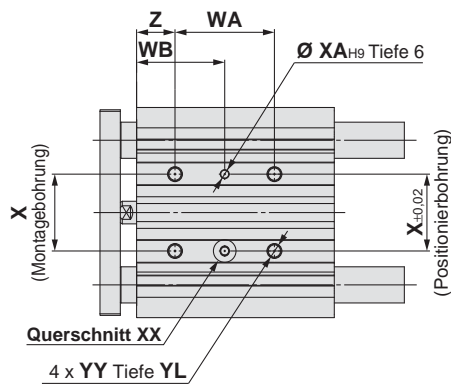 Z
WA
WB
Ø XAH9 Tiefe 6
X
(Montagebohrung)
X±0,02
(Positionierbohrung)
Querschnitt XX
4 x YY Tiefe YL